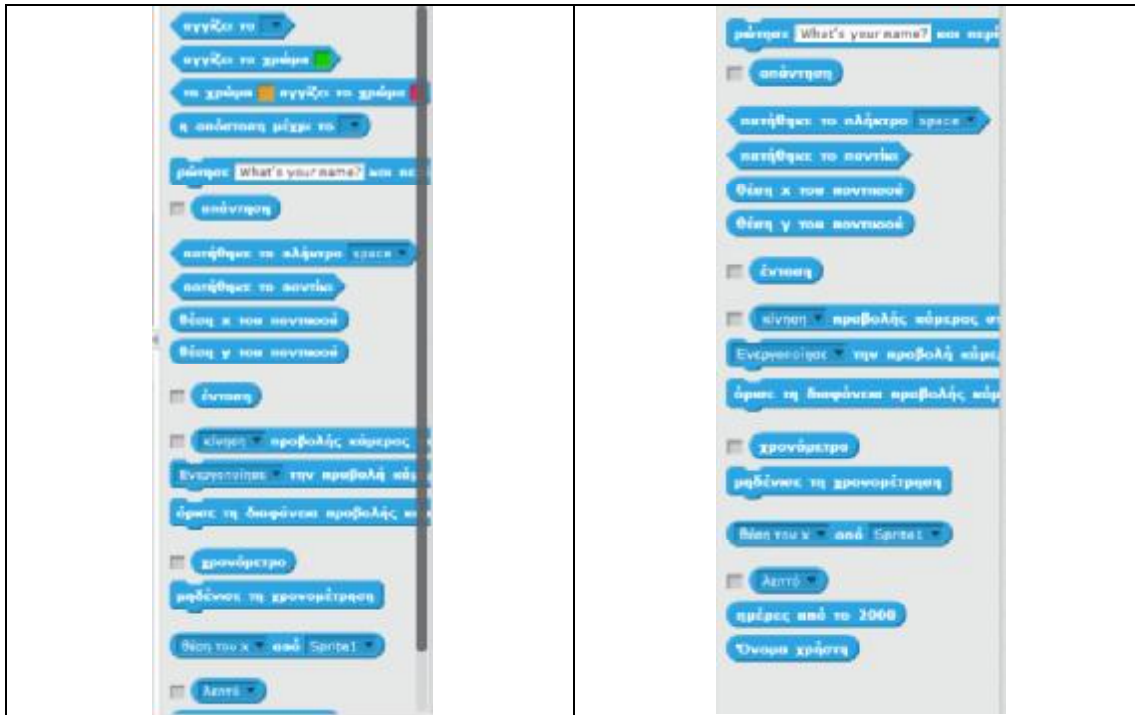 αγγίζει το
αγγίζει το χρώμα
το χρώμα αγγίζει το χρώμα
η απόσταση μέχρι το
ρώτησε What's your name? και πε
απάντηση
πατήθηκε το πλήκτρο space
πατήθηκε το ποντίκι
θέση x του ποντικιού
θέση y του ποντικιού
ένταση
κίνηση προβολής κάμερας
Ενεργοποίησε την προβολή κάμ
όρισε τη διαφάνεια προβολής κ
χρονόμετρο
μηδένισε τη χρονομέτρηση
θέση του x από Sprite1
λεπτό
ρώτησε What's your name? και περί
απάντηση
πατήθηκε το πλήκτρο space
πατήθηκε το ποντίκι
θέση x του ποντικιού
θέση y του ποντικιού
ένταση
κίνηση προβολής κάμερας στ
Ενεργοποίησε την προβολή κάμε
όρισε τη διαφάνεια προβολής κάμ
χρονόμετρο
μηδένισε τη χρονομέτρηση
θέση του x από Sprite1
λεπτό
ημέρες από το 2000
Όνομα χρήστη